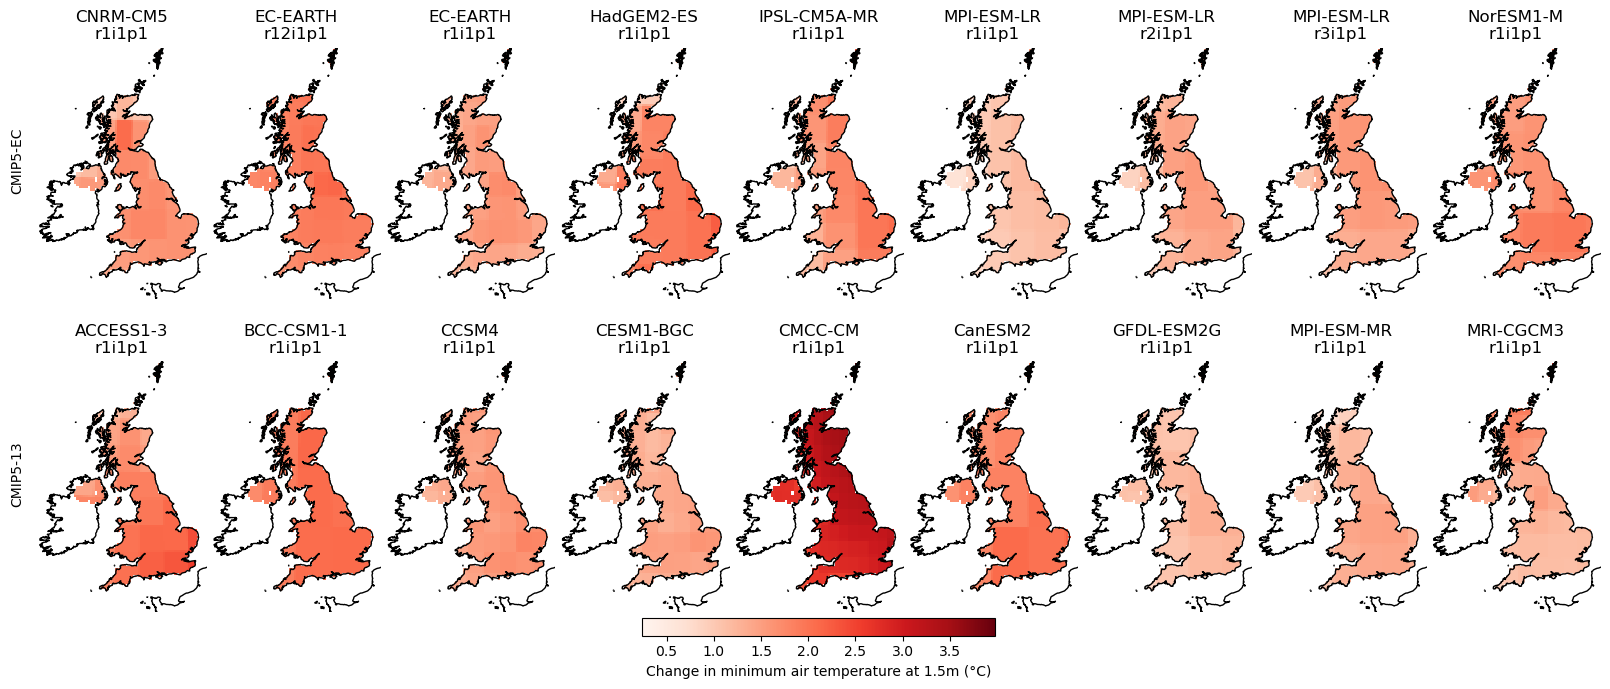 CNRM-CM5
r1i1p1
EC-EARTH
r12i1p1
EC-EARTH
r1i1p1
HadGEM2-ES
r1i1p1
IPSL-CM5A-MR
r1i1p1
MPI-ESM-LR
r1i1p1
MPI-ESM-LR
r2i1p1
MPI-ESM-LR
r3i1p1
NorESM1-M
r1i1p1
CMIP5-EC
ACCESS1-3
r1i1p1
BCC-CSM1-1
r1i1p1
CCSM4
r1i1p1
CESM1-BGC
r1i1p1
CMCC-CM
r1i1p1
CanESM2
r1i1p1
GFDL-ESM2G
r1i1p1
MPI-ESM-MR
r1i1p1
MRI-CGCM3
r1i1p1
CMIP5-13
0.5 1.0 1.5 2.0 2.5 3.0 3.5
Change in minimum air temperature at 1.5m (°C)